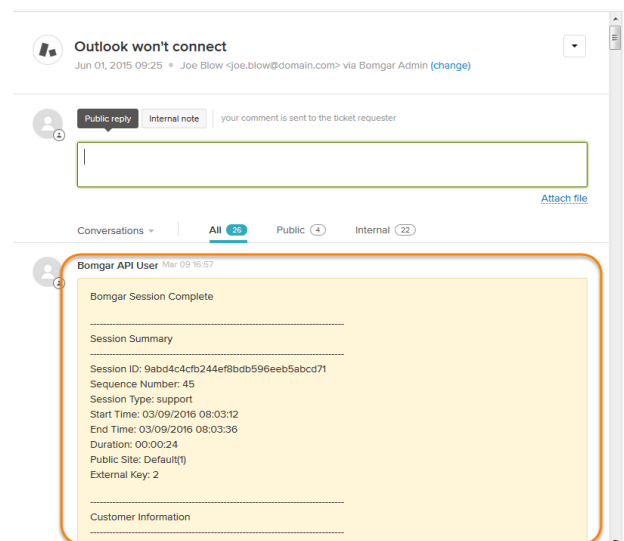 Outlook won't connect
Jun 01, 2015 09:25 • Joe Blow <joe.blow@domain.com> via Bomgar Admin (change)
Public reply Internal note your comment is sent to the ticket requester
Attach file
Conversations All 26 Public 4 Internal 22
Bomgar API User Mar 09 16:57
Bomgar Session Complete
--------------------------------------------------------------------------------
Session Summary
--------------------------------------------------------------------------------
Session ID: 9abd4c4cfb244ef8bdb596eeb5abcd71
Sequence Number: 45
Session Type: support
Start Time: 03/09/2016 08:03:12
End Time: 03/09/2016 08:03:36
Duration: 00:00:24
Public Site: Default(1)
External Key: 2
--------------------------------------------------------------------------------
Customer Information
--------------------------------------------------------------------------------